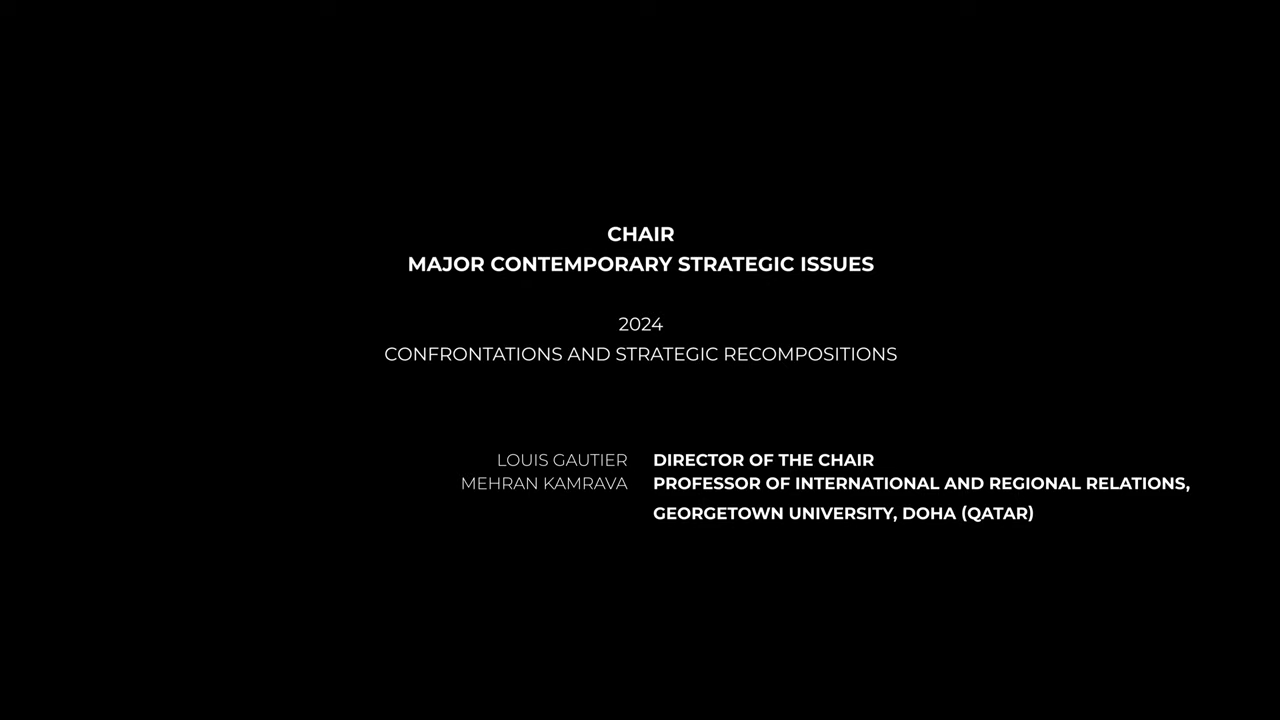 CHAIR
MAJOR CONTEMPORARY STRATEGIC ISSUES
2024
CONFRONTATIONS AND STRATEGIC RECOMPOSITIONS
LOUIS GAUTIER DIRECTOR OF THE CHAIR
MEHRAN KAMRAVA PROFESSOR OF INTERNATIONAL AND REGIONAL RELATIONS,
GEORGETOWN UNIVERSITY, DOHA (QATAR)